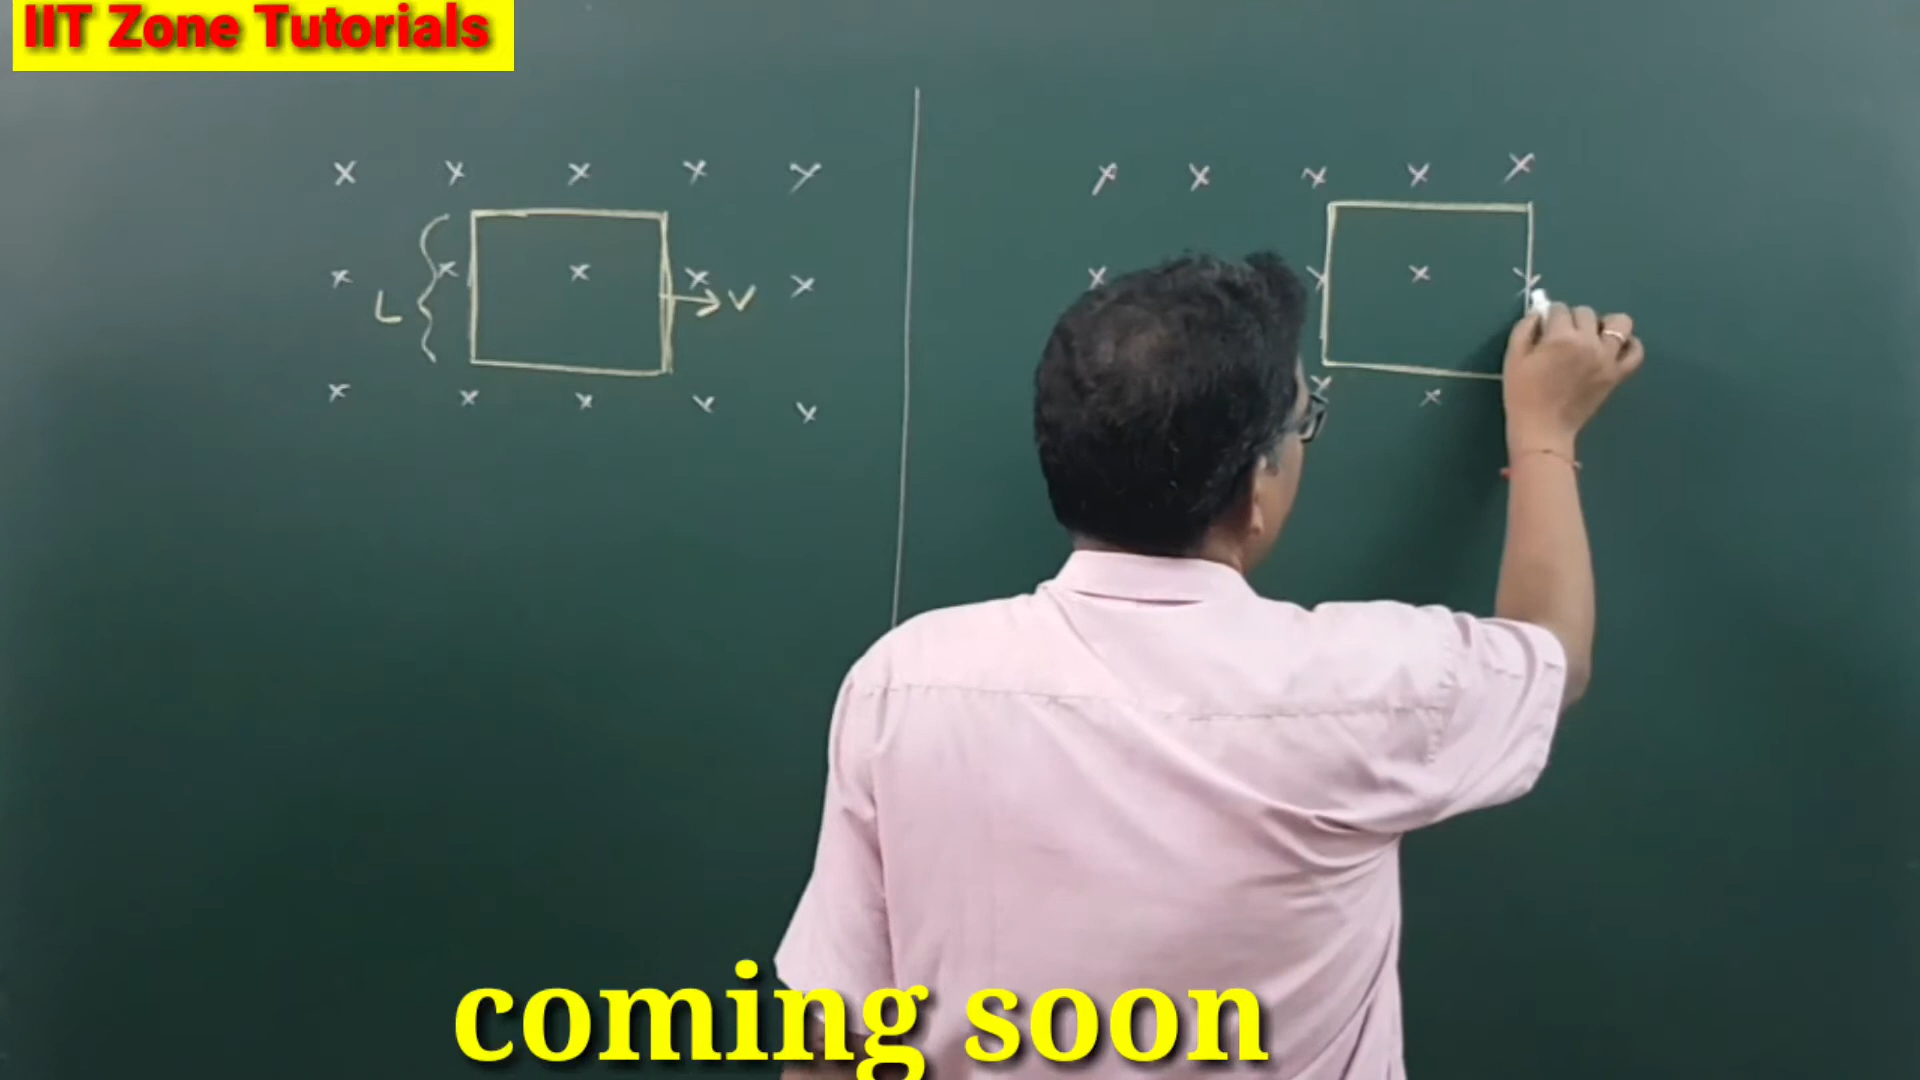 IIT Zone Tutorials
x x x x x
x x x x x
L
x x x x x
x x x x x
V
x x x x x
x x x
x x
coming soon